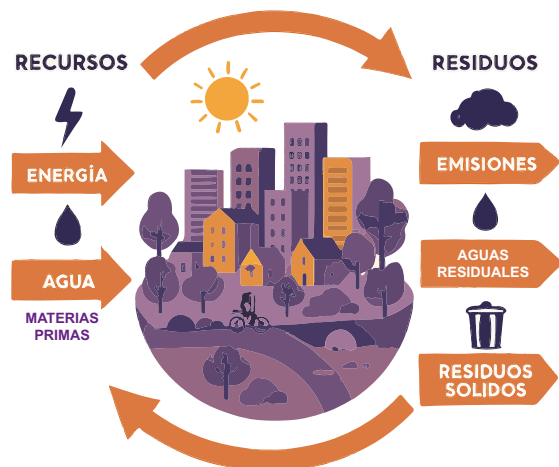 RECURSOS
ENERGÍA
AGUA
MATERIAS
PRIMAS
RESIDUOS
EMISIONES
AGUAS
RESIDUALES
RESIDUOS
SOLIDOS